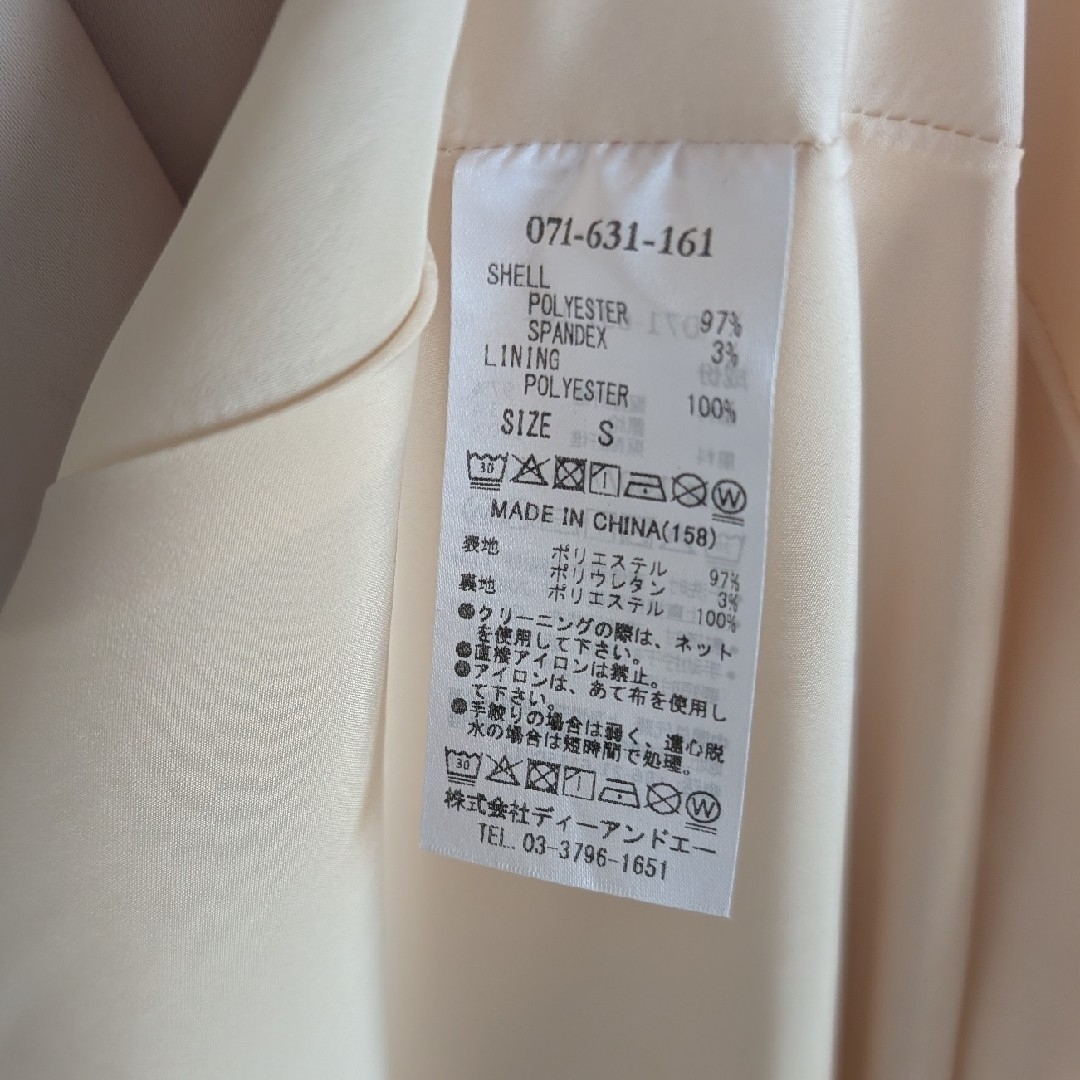 071-631-161
SHELL
POLYESTER 97%
SPANDEX 3%
LINING
POLYESTER 100%
SIZE S
30 W
MADE IN CHINA(158)
表地 ポリエステル 97%
ポリウレタン 3%
裏地 ポリエステル 100%
●クリーニングの際は、ネット
を使用して下さい。
●直接アイロンは禁止。
●アイロンは、あて布を使用し
て下さい。
●手絞りの場合は弱く、遠心脱
水の場合は短時間で処理。
30 W
株式会社ディーアンドエー
TEL. 03-3796-1651